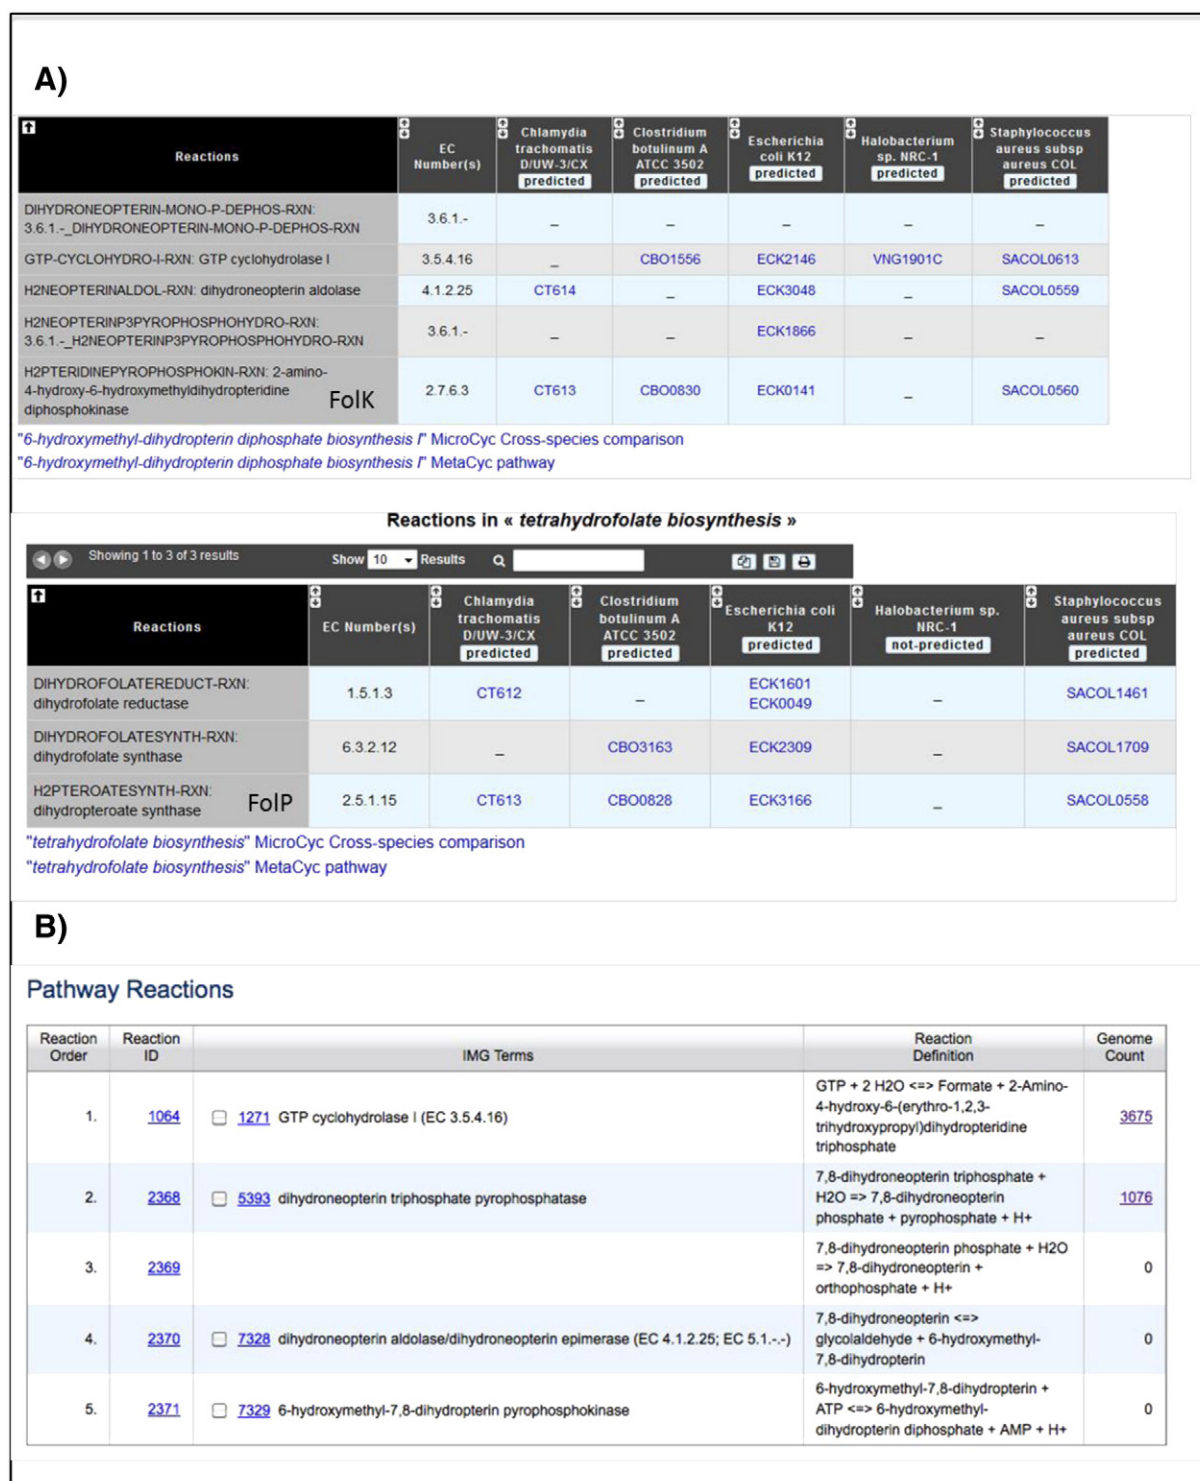 A)
Reactions
EC
Number(s)
Chlamydia
trachomatis
D/UW-3/CX
predicted
Clostridium
botulinum A
ATCC 3502
predicted
Escherichia
coli K12
predicted
Halobacterium
sp. NRC-1
predicted
Staphylococcus
aureus subsp
aureus COL
predicted
DIHYDRONEOPTERIN-MONO-P-DEPHOS-RXN:
3.6.1.-_DIHYDRONEOPTERIN-MONO-P-DEPHOS-RXN
3.6.1.- – – – – –
GTP-CYCLOHYDRO-I-RXN: GTP cyclohydrolase I 3.5.4.16 – CBO1556 ECK2146 VNG1901C SACOL0613
H2NEOPTERINALDOL-RXN: dihydroneopterin aldolase 4.1.2.25 CT614 – ECK3048 – SACOL0559
H2NEOPTERINP3PYROPHOSPHOHYDRO-RXN:
3.6.1.-_H2NEOPTERINP3PYROPHOSPHOHYDRO-RXN
3.6.1.- – – ECK1866 – –
H2PTERIDINEPYROPHOSPHOKIN-RXN: 2-amino-
4-hydroxy-6-hydroxymethyldihydropteridine
diphosphokinase
FolK
2.7.6.3 CT613 CBO0830 ECK0141 – SACOL0560
"6-hydroxymethyl-dihydropterin diphosphate biosynthesis I" MicroCyc Cross-species comparison
"6-hydroxymethyl-dihydropterin diphosphate biosynthesis I" MetaCyc pathway
Reactions in « tetrahydrofolate biosynthesis »
Showing 1 to 3 of 3 results Show 10 Results
Reactions
EC Number(s)
Chlamydia
trachomatis
D/UW-3/CX
predicted
Clostridium
botulinum A
ATCC 3502
predicted
Escherichia coli
K12
predicted
Halobacterium sp.
NRC-1
not-predicted
Staphylococcus
aureus subsp
aureus COL
predicted
DIHYDROFOLATEREDUCT-RXN:
dihydrofolate reductase
1.5.1.3 CT612 – ECK1601
ECK0049
– SACOL1461
DIHYDROFOLATESYNTH-RXN:
dihydrofolate synthase
6.3.2.12 – CBO3163 ECK2309 – SACOL1709
H2PTEROATESYNTH-RXN:
dihydropteroate synthase
FolP
2.5.1.15 CT613 CBO0828 ECK3166 – SACOL0558
"tetrahydrofolate biosynthesis" MicroCyc Cross-species comparison
"tetrahydrofolate biosynthesis" MetaCyc pathway
B)
Pathway Reactions
Reaction
Order
Reaction
ID
IMG Terms
Reaction
Definition
Genome
Count
1. 1064 1271 GTP cyclohydrolase I (EC 3.5.4.16)
GTP + 2 H2O <=> Formate + 2-Amino-
4-hydroxy-6-(erythro-1,2,3-
trihydroxypropyl)dihydropteridine
triphosphate
3675
2. 2368 5393 dihydroneopterin triphosphate pyrophosphatase
7,8-dihydroneopterin triphosphate +
H2O => 7,8-dihydroneopterin
phosphate + pyrophosphate + H+
1076
3. 2369
7,8-dihydroneopterin phosphate + H2O
=> 7,8-dihydroneopterin +
orthophosphate + H+
0
4. 2370 7328 dihydroneopterin aldolase/dihydroneopterin epimerase (EC 4.1.2.25; EC 5.1.-.-)
7,8-dihydroneopterin <=>
glycolaldehyde + 6-hydroxymethyl-
7,8-dihydropterin
0
5. 2371 7329 6-hydroxymethyl-7,8-dihydropterin pyrophosphokinase
6-hydroxymethyl-7,8-dihydropterin +
ATP <=> 6-hydroxymethyl-
dihydropterin diphosphate + AMP + H+
0